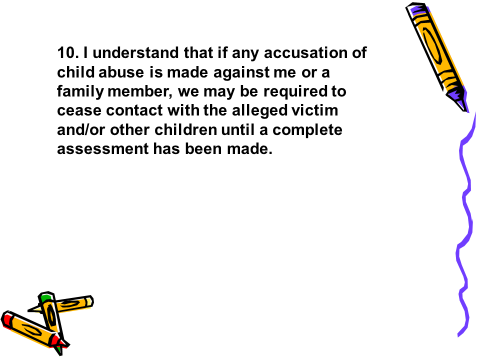 10. I understand that if any accusation of
child abuse is made against me or a
family member, we may be required to
cease contact with the alleged victim
and/or other children until a complete
assessment has been made.